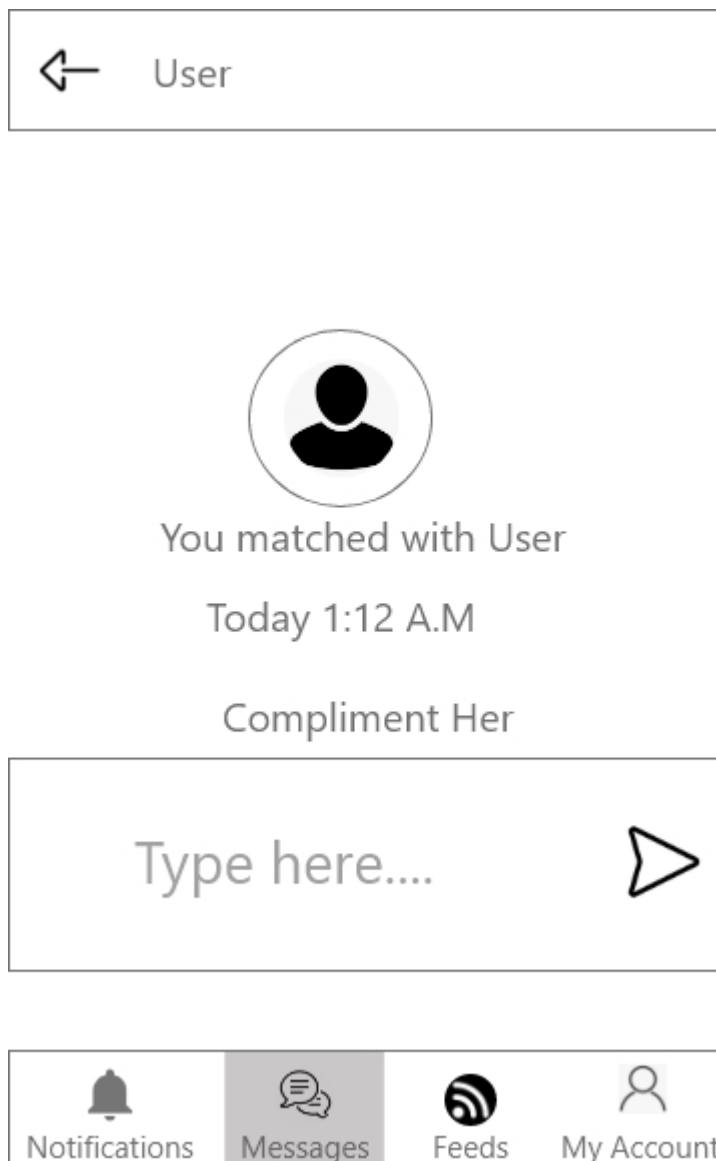 User
You matched with User
Today 1:12 A.M
Compliment Her
Type here....
Notifications Messages Feeds My Account